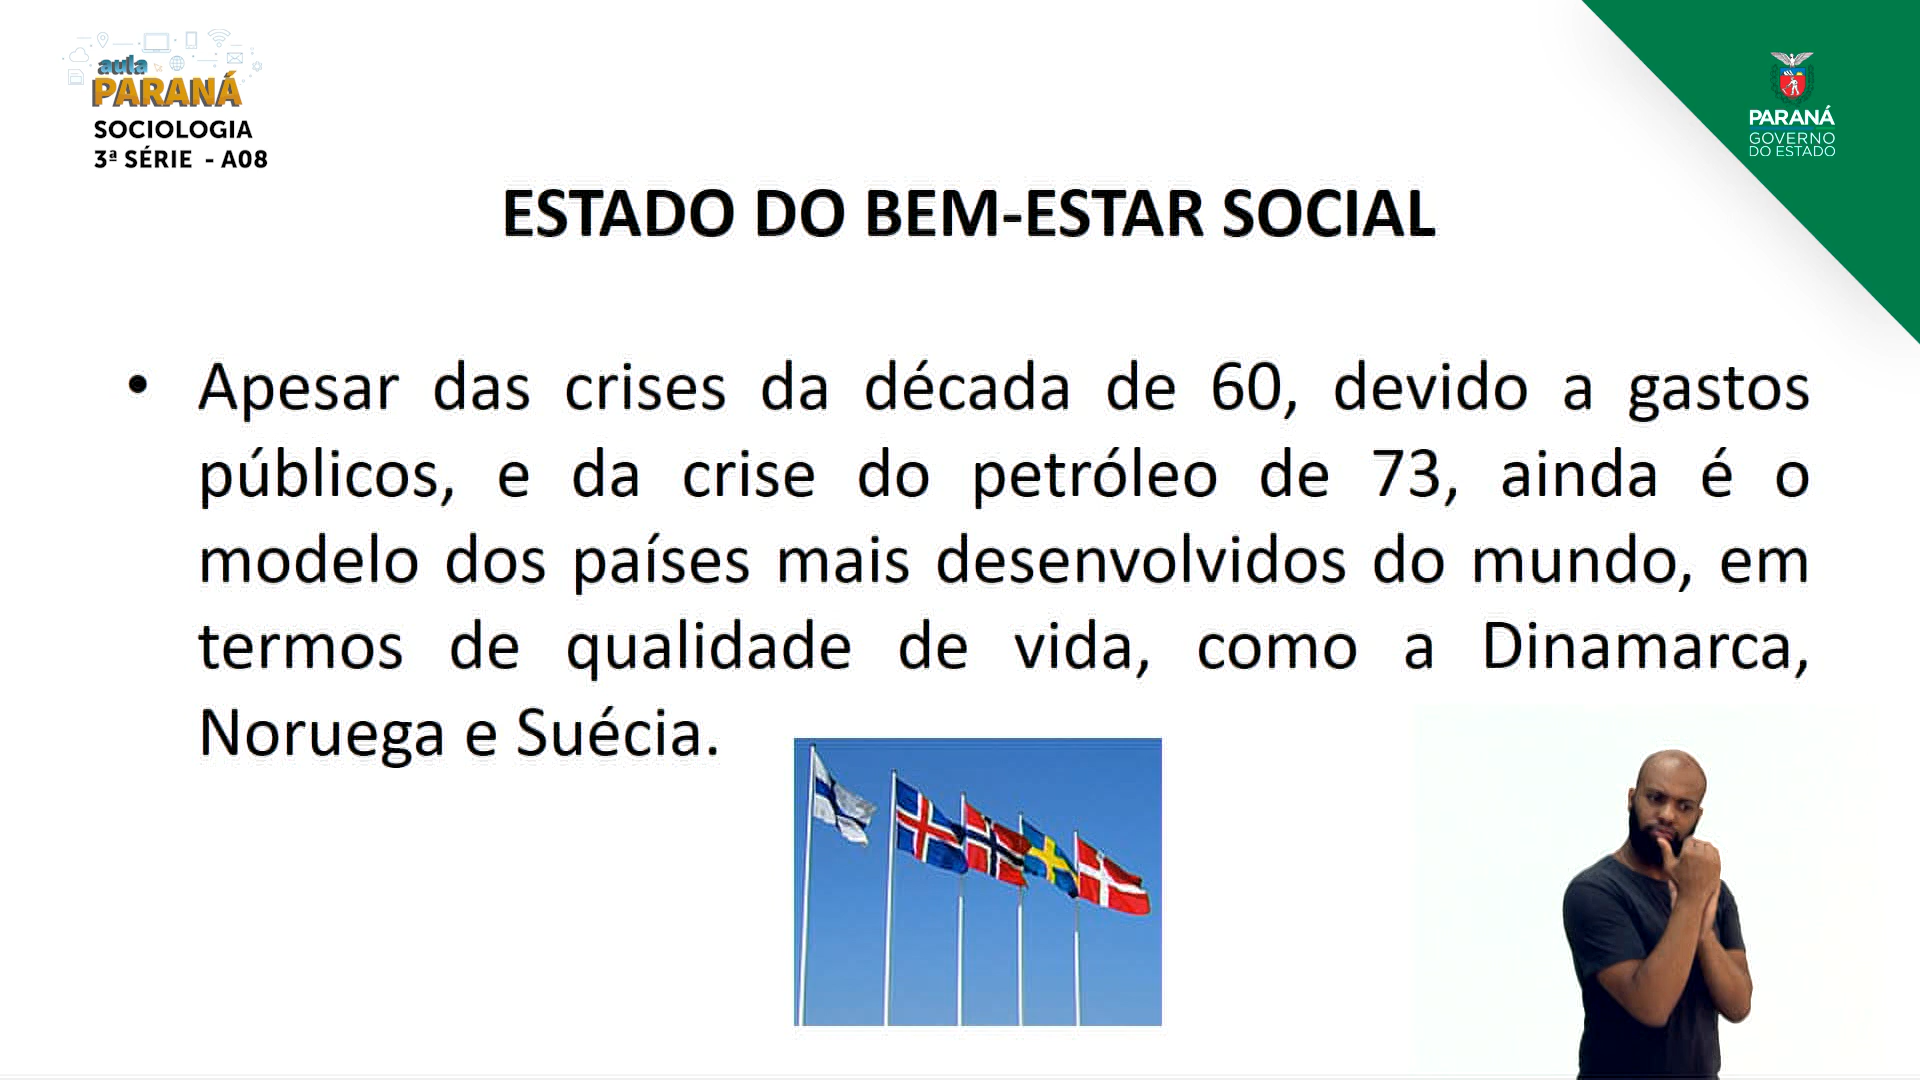 aula
PARANÁ
SOCIOLOGIA
3ª SÉRIE - A08
PARANÁ
GOVERNO
DO ESTADO
ESTADO DO BEM-ESTAR SOCIAL
• Apesar das crises da década de 60, devido a gastos
públicos, e da crise do petróleo de 73, ainda é o
modelo dos países mais desenvolvidos do mundo, em
termos de qualidade de vida, como a Dinamarca,
Noruega e Suécia.